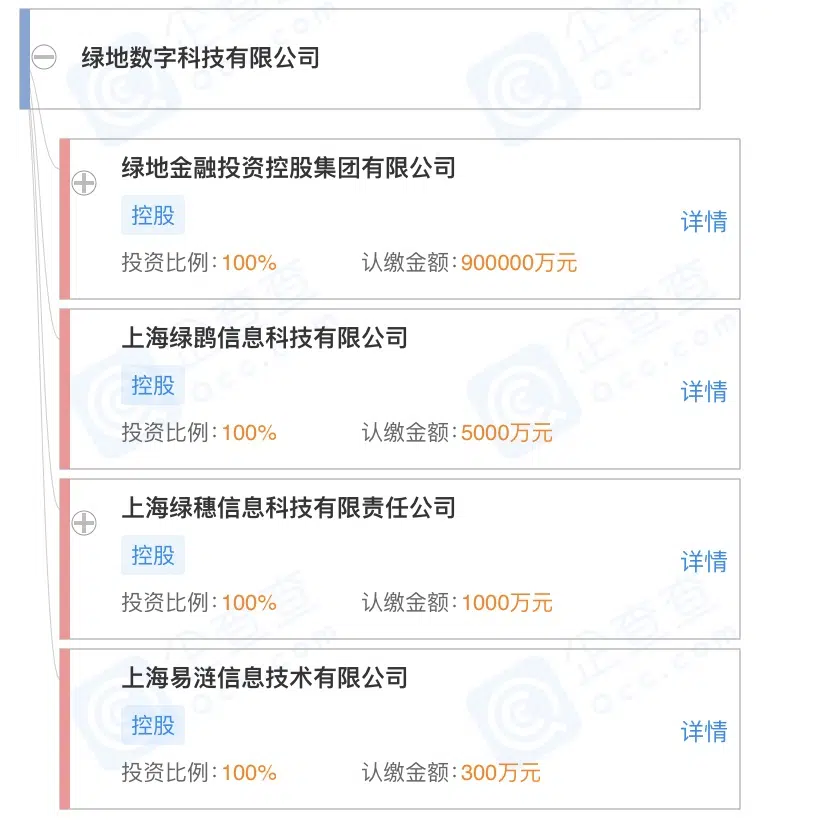 绿地数字科技有限公司
绿地金融投资控股集团有限公司
控股
详情
投资比例:100% 认缴金额:900000万元
上海绿鹍信息科技有限公司
控股
详情
投资比例:100% 认缴金额:5000万元
上海绿穗信息科技有限责任公司
控股
详情
投资比例:100% 认缴金额:1000万元
上海易涟信息技术有限公司
控股
详情
投资比例:100% 认缴金额:300万元